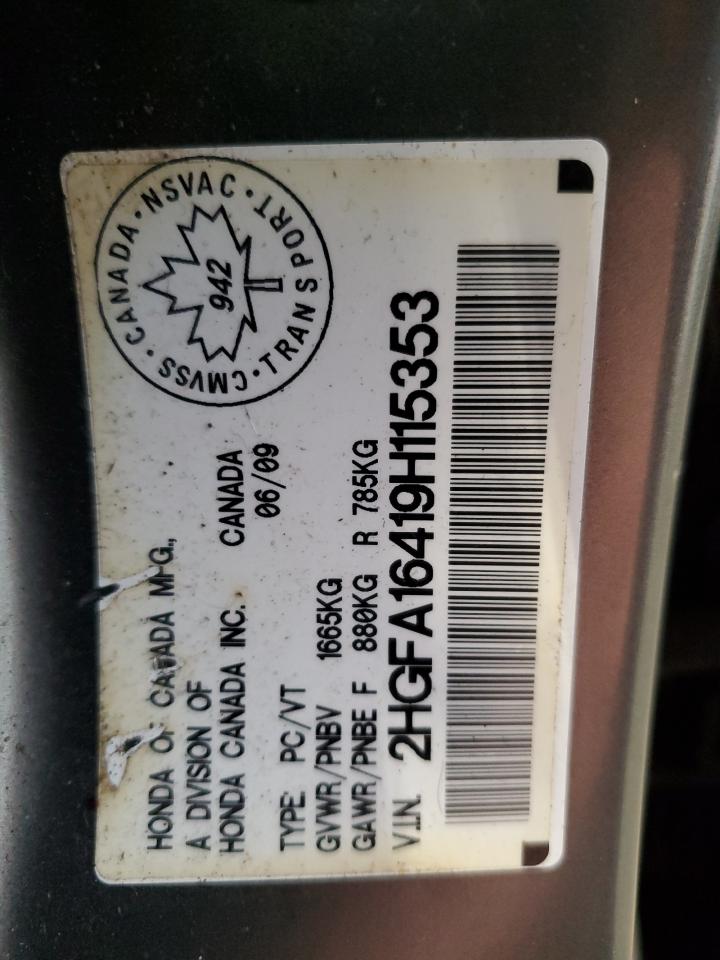 HONDA OF CANADA MFG.,
A DIVISION OF
HONDA CANADA INC. CANADA
06/09
TYPE: PC/VT
GVWR/PNBV 1665KG
GAWR/PNBE F 880KG R 785KG
V.I.N. 2HGFA16419H115353
CANADA · NSVAC · TRANSPORT · CMVSS ·
942